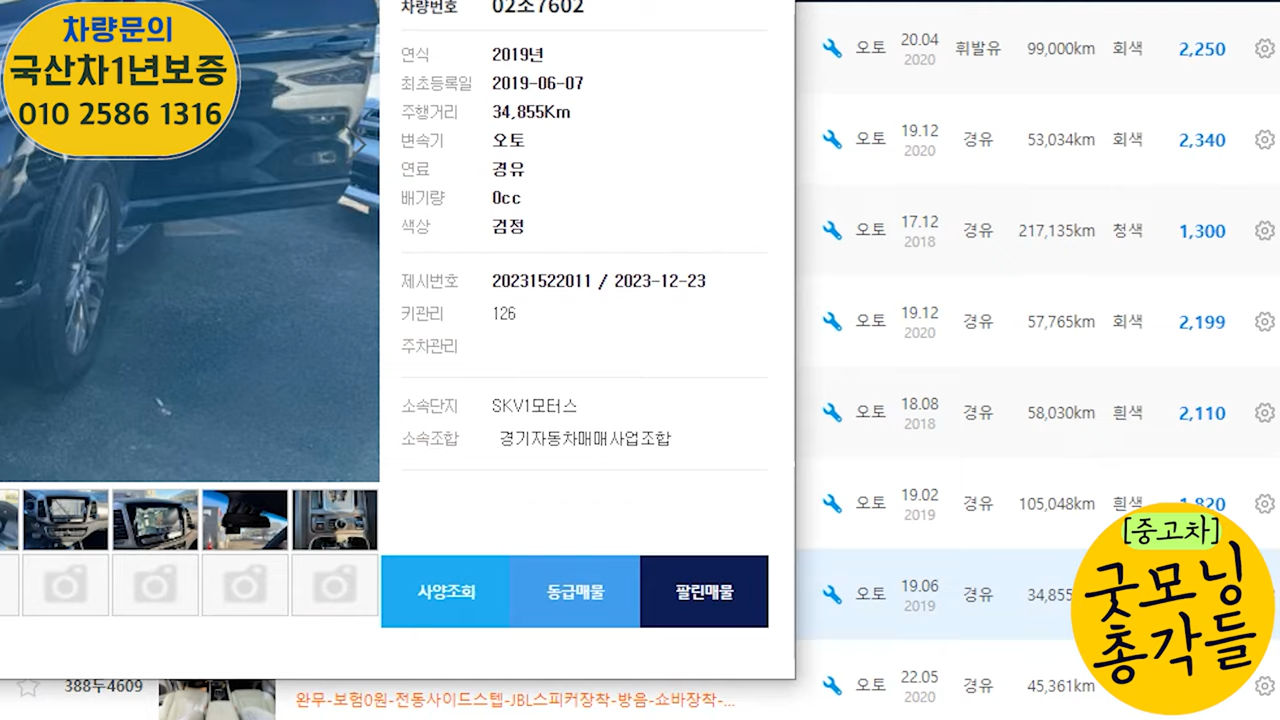 차량문의
국산차1년보증
010 2586 1316
차량번호 02소7602
연식 2019년
최초등록일 2019-06-07
주행거리 34,855Km
변속기 오토
연료 경유
배기량 0cc
색상 검정
제시번호 20231522011 / 2023-12-23
키관리 126
주차관리
소속단지 SKV1모터스
소속조합 경기자동차매매사업조합
사양조회 동급매물 팔린매물
388두4609
완무-보험0원-전동사이드스텝-JBL스피커장착-방음-쇼바장착-...
오토 20.04 휘발유 99,000km 회색 2,250
2020
오토 19.12 경유 53,034km 회색 2,340
2020
오토 17.12 경유 217,135km 청색 1,300
2018
오토 19.12 경유 57,765km 회색 2,199
2020
오토 18.08 경유 58,030km 흰색 2,110
2018
오토 19.02 경유 105,048km 흰색 1,820
2019
오토 19.06 경유 34,855
2019
오토 22.05 경유 45,361km
2020
[중고차]
굿모닝
총각들